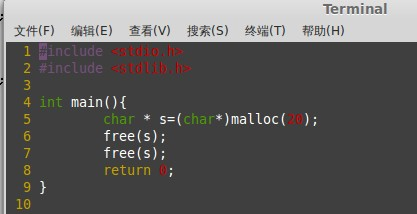 Terminal
文件(F) 编辑(E) 查看(V) 搜索(S) 终端(T) 帮助(H)
1 #include <stdio.h>
2 #include <stdlib.h>
3
4 int main(){
5 char * s=(char*)malloc(20);
6 free(s);
7 free(s);
8 return 0;
9 }
10